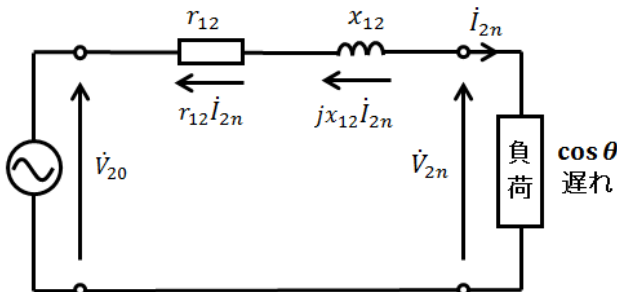 r₁₂
x₁₂
İ₂ₙ
r₁₂İ₂ₙ
jx₁₂İ₂ₙ
V̇₂₀
V̇₂ₙ
負荷
cos θ
遅れ